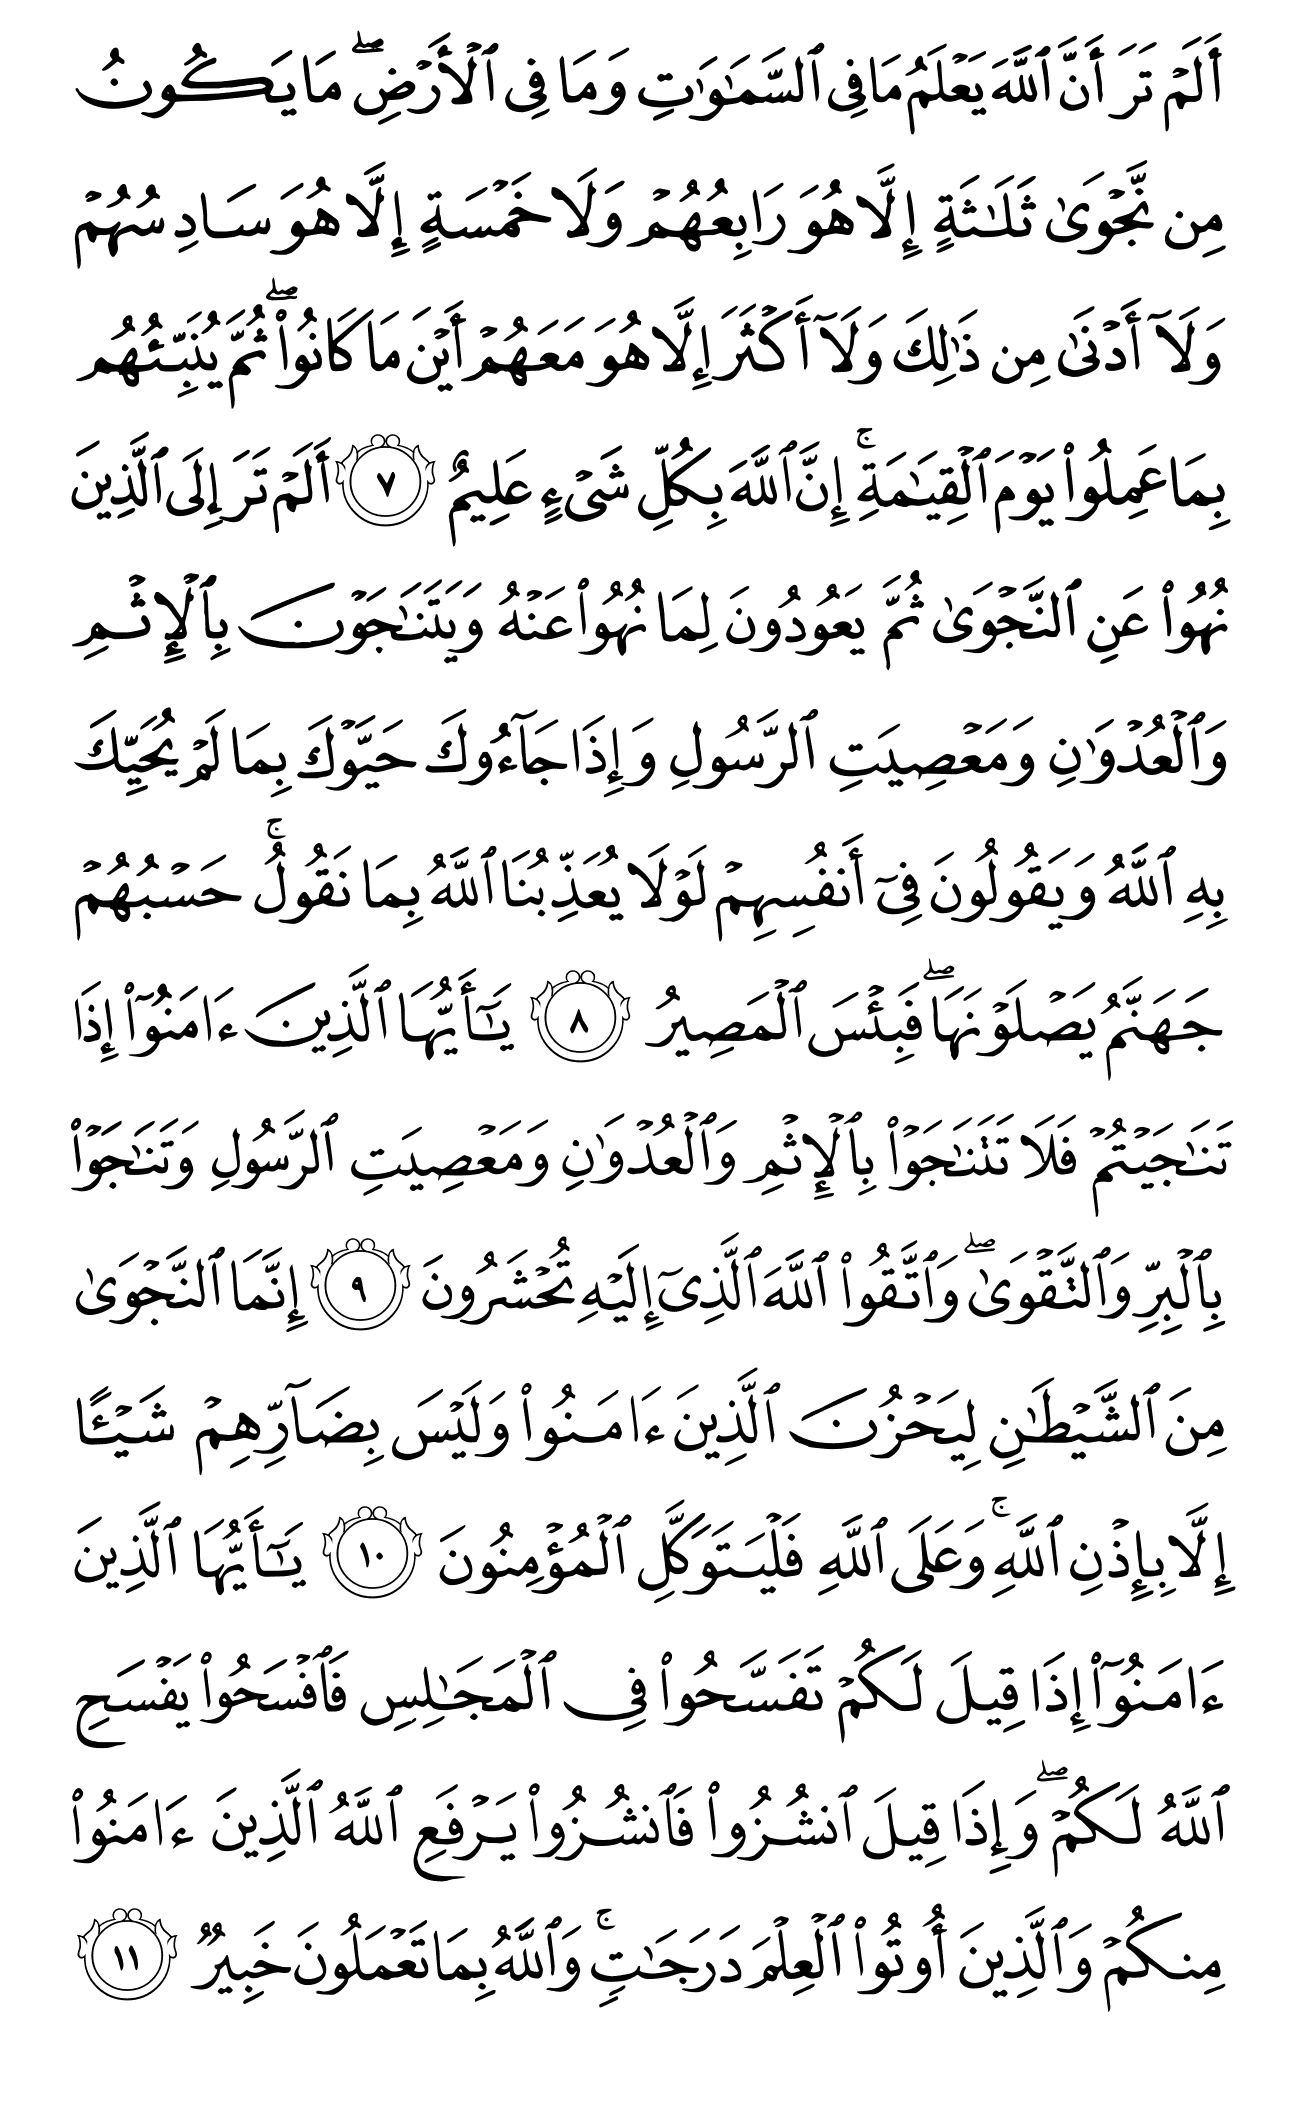 أَلَمۡ تَرَ أَنَّ ٱللَّهَ يَعۡلَمُ مَا فِي ٱلسَّمَٰوَٰتِ وَمَا فِي ٱلۡأَرۡضِۖ مَا يَكُونُ
مِن نَّجۡوَىٰ ثَلَٰثَةٍ إِلَّا هُوَ رَابِعُهُمۡ وَلَا خَمۡسَةٍ إِلَّا هُوَ سَادِسُهُمۡ
وَلَآ أَدۡنَىٰ مِن ذَٰلِكَ وَلَآ أَكۡثَرَ إِلَّا هُوَ مَعَهُمۡ أَيۡنَ مَا كَانُواْۖ ثُمَّ يُنَبِّئُهُم
بِمَا عَمِلُواْ يَوۡمَ ٱلۡقِيَٰمَةِۚ إِنَّ ٱللَّهَ بِكُلِّ شَيۡءٍ عَلِيمٌ ٧ أَلَمۡ تَرَ إِلَى ٱلَّذِينَ
نُهُواْ عَنِ ٱلنَّجۡوَىٰ ثُمَّ يَعُودُونَ لِمَا نُهُواْ عَنۡهُ وَيَتَنَٰجَوۡنَ بِٱلۡإِثۡمِ
وَٱلۡعُدۡوَٰنِ وَمَعۡصِيَتِ ٱلرَّسُولِ وَإِذَا جَآءُوكَ حَيَّوۡكَ بِمَا لَمۡ يُحَيِّكَ
بِهِ ٱللَّهُ وَيَقُولُونَ فِيٓ أَنفُسِهِمۡ لَوۡلَا يُعَذِّبُنَا ٱللَّهُ بِمَا نَقُولُۚ حَسۡبُهُمۡ
جَهَنَّمُ يَصۡلَوۡنَهَاۖ فَبِئۡسَ ٱلۡمَصِيرُ ٨ يَٰٓأَيُّهَا ٱلَّذِينَ ءَامَنُوٓاْ إِذَا
تَنَٰجَيۡتُمۡ فَلَا تَتَنَٰجَوۡاْ بِٱلۡإِثۡمِ وَٱلۡعُدۡوَٰنِ وَمَعۡصِيَتِ ٱلرَّسُولِ وَتَنَٰجَوۡاْ
بِٱلۡبِرِّ وَٱلتَّقۡوَىٰۖ وَٱتَّقُواْ ٱللَّهَ ٱلَّذِيٓ إِلَيۡهِ تُحۡشَرُونَ ٩ إِنَّمَا ٱلنَّجۡوَىٰ
مِنَ ٱلشَّيۡطَٰنِ لِيَحۡزُنَ ٱلَّذِينَ ءَامَنُواْ وَلَيۡسَ بِضَآرِّهِمۡ شَيۡـًٔا
إِلَّا بِإِذۡنِ ٱللَّهِۚ وَعَلَى ٱللَّهِ فَلۡيَتَوَكَّلِ ٱلۡمُؤۡمِنُونَ ١٠ يَٰٓأَيُّهَا ٱلَّذِينَ
ءَامَنُوٓاْ إِذَا قِيلَ لَكُمۡ تَفَسَّحُواْ فِي ٱلۡمَجَٰلِسِ فَٱفۡسَحُواْ يَفۡسَحِ
ٱللَّهُ لَكُمۡۖ وَإِذَا قِيلَ ٱنشُزُواْ فَٱنشُزُواْ يَرۡفَعِ ٱللَّهُ ٱلَّذِينَ ءَامَنُواْ
مِنكُمۡ وَٱلَّذِينَ أُوتُواْ ٱلۡعِلۡمَ دَرَجَٰتٖۚ وَٱللَّهُ بِمَا تَعۡمَلُونَ خَبِيرٞ ١١